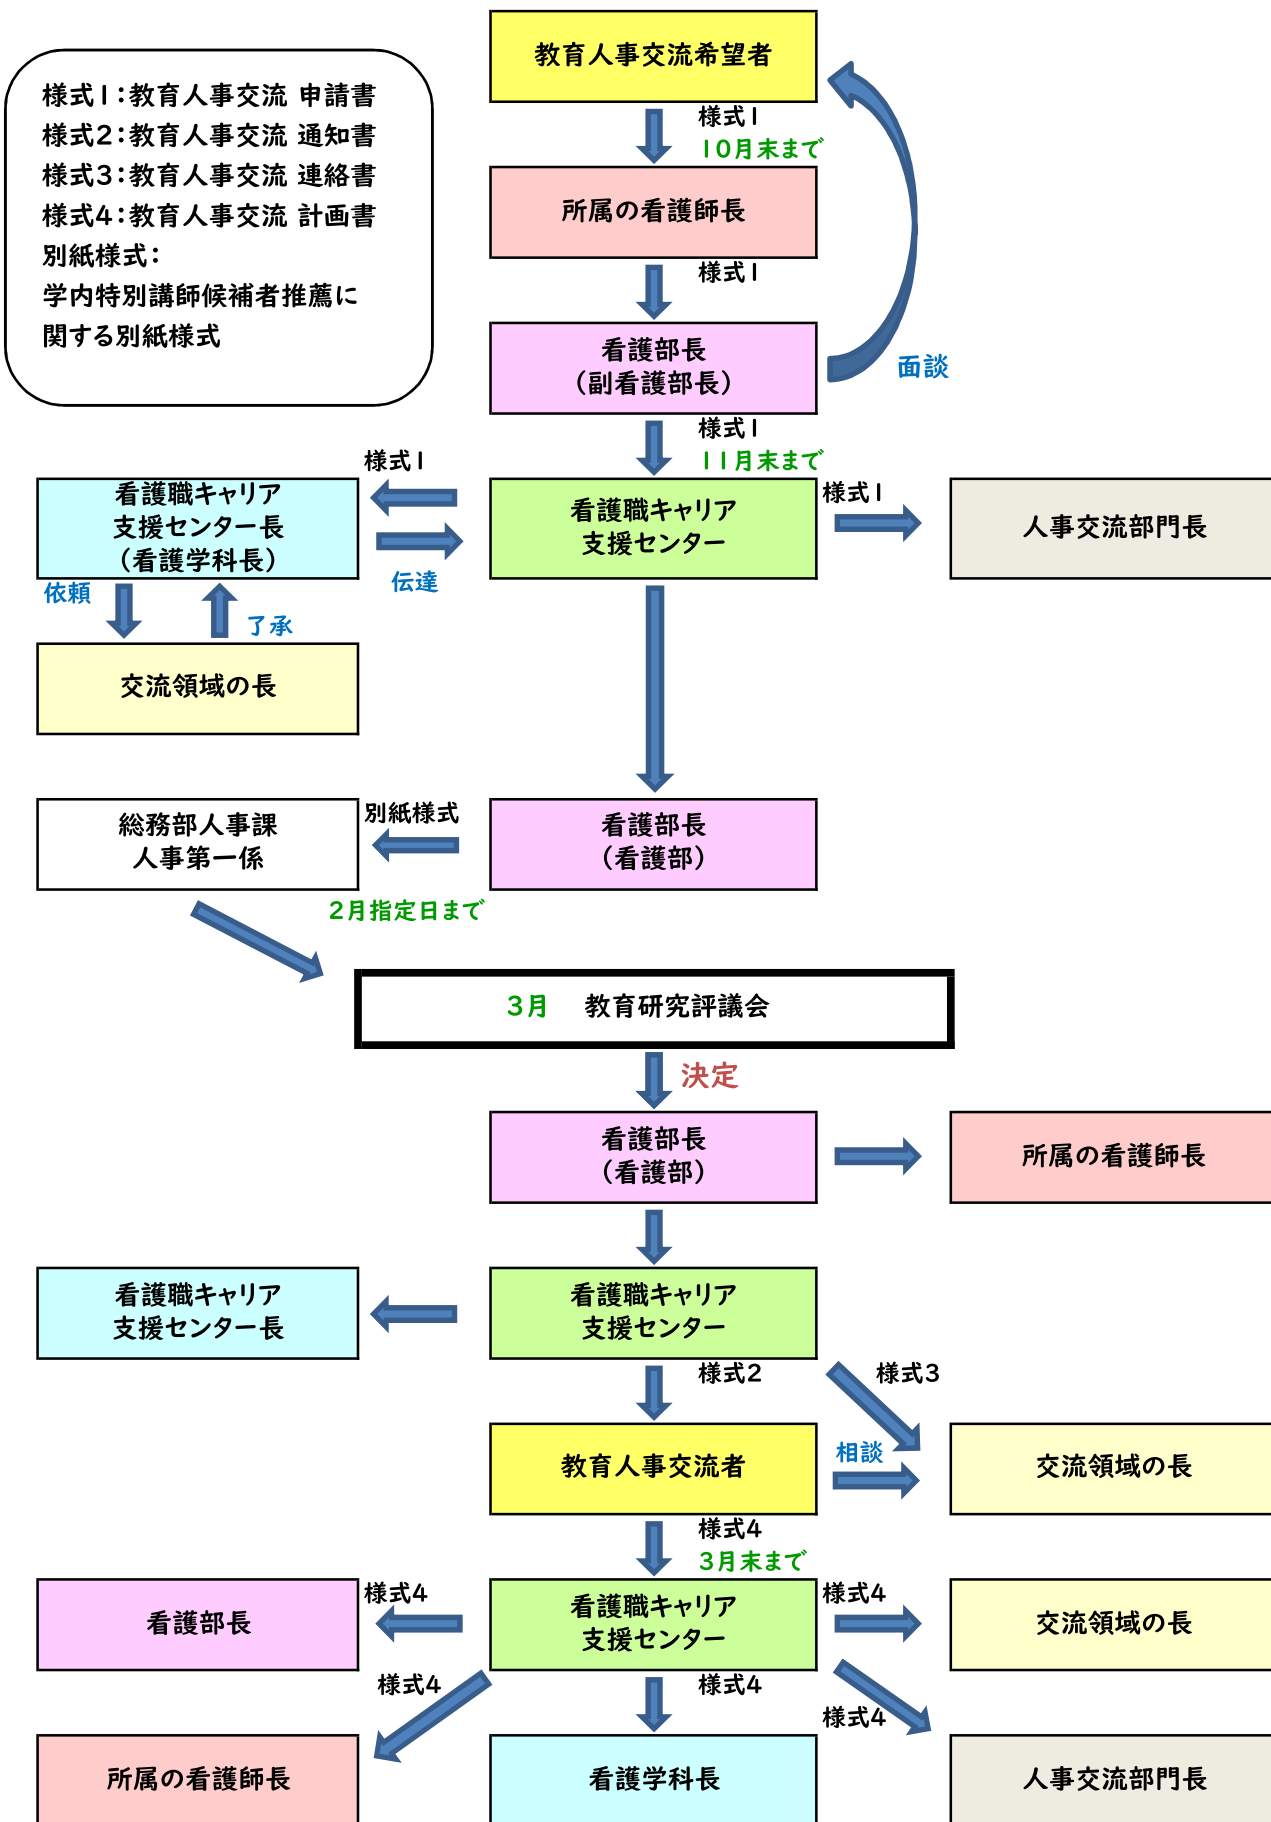 教育人事交流希望者
様式1：教育人事交流 申請書
様式2：教育人事交流 通知書
様式3：教育人事交流 連絡書
様式4：教育人事交流 計画書
別紙様式：
学内特別講師候補者推薦に
関する別紙様式
様式1
10月末まで
所属の看護師長
様式1
看護部長
（副看護部長）
面談
様式1
11月末まで
様式1
看護職キャリア
支援センター長
（看護学科長）
伝達
看護職キャリア
支援センター
様式1
人事交流部門長
依頼
了承
交流領域の長
総務部人事課
人事第一係
別紙様式
看護部長
（看護部）
2月指定日まで
3月 教育研究評議会
決定
看護部長
（看護部）
所属の看護師長
看護職キャリア
支援センター長
看護職キャリア
支援センター
様式2
様式3
教育人事交流者
相談
交流領域の長
様式4
3月末まで
看護部長
様式4
看護職キャリア
支援センター
様式4
交流領域の長
様式4
様式4
様式4
所属の看護師長
看護学科長
人事交流部門長